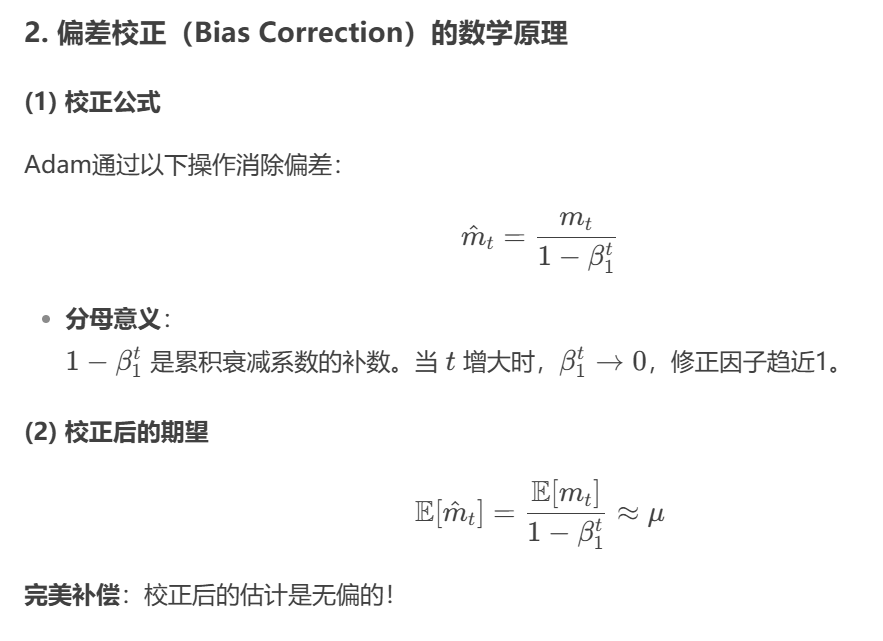 2. 偏差校正（Bias Correction）的数学原理
(1) 校正公式
Adam通过以下操作消除偏差：
$\hat{m}_t = \frac{m_t}{1 - \beta_1^t}$
• 分母意义：
$1 - \beta_1^t$ 是累积衰减系数的补数。当 $t$ 增大时，$\beta_1^t \to 0$，修正因子趋近1。
(2) 校正后的期望
$\mathbb{E}[\hat{m}_t] = \frac{\mathbb{E}[m_t]}{1 - \beta_1^t} \approx \mu$
完美补偿：校正后的估计是无偏的！